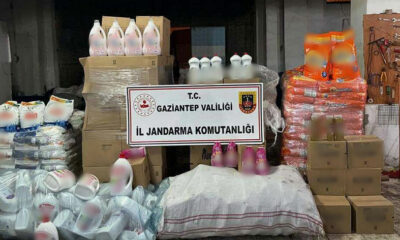 T.C.
GAZİANTEP VALİLİĞİ
İL JANDARMA KOMUTANLIĞI